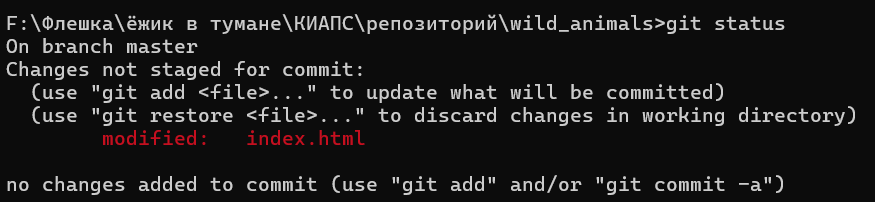 F:\Флешка\ёжик в тумане\КИАПС\репозиторий\wild_animals>git status
On branch master
Changes not staged for commit:
  (use "git add <file>..." to update what will be committed)
  (use "git restore <file>..." to discard changes in working directory)
        modified:   index.html

no changes added to commit (use "git add" and/or "git commit -a")